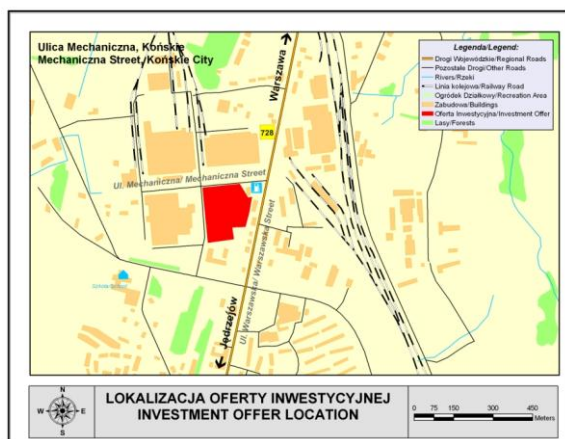 Ulica Mechaniczna, Końskie
Mechaniczna Street, Końskie City
Warszawa
728
Ul. Mechaniczna/ Mechaniczna Street
Ul. Warszawska/ Warszawska Street
Jędrzejów
Szkoła/School
Legenda/Legend:
Drogi Wojewódzkie/Regional Roads
Pozostałe Drogi/Other Roads
Rivers/Rzeki
Linia kolejowa/Railway Road
Ogródek Działkowy/Recreation Area
Zabudowa/Buildings
Oferta Inwestycyjna/Investment Offer
Lasy/Forests
N
W
E
S
LOKALIZACJA OFERTY INWESTYCYJNEJ
INVESTMENT OFFER LOCATION
0 75 150 300 450
Meters